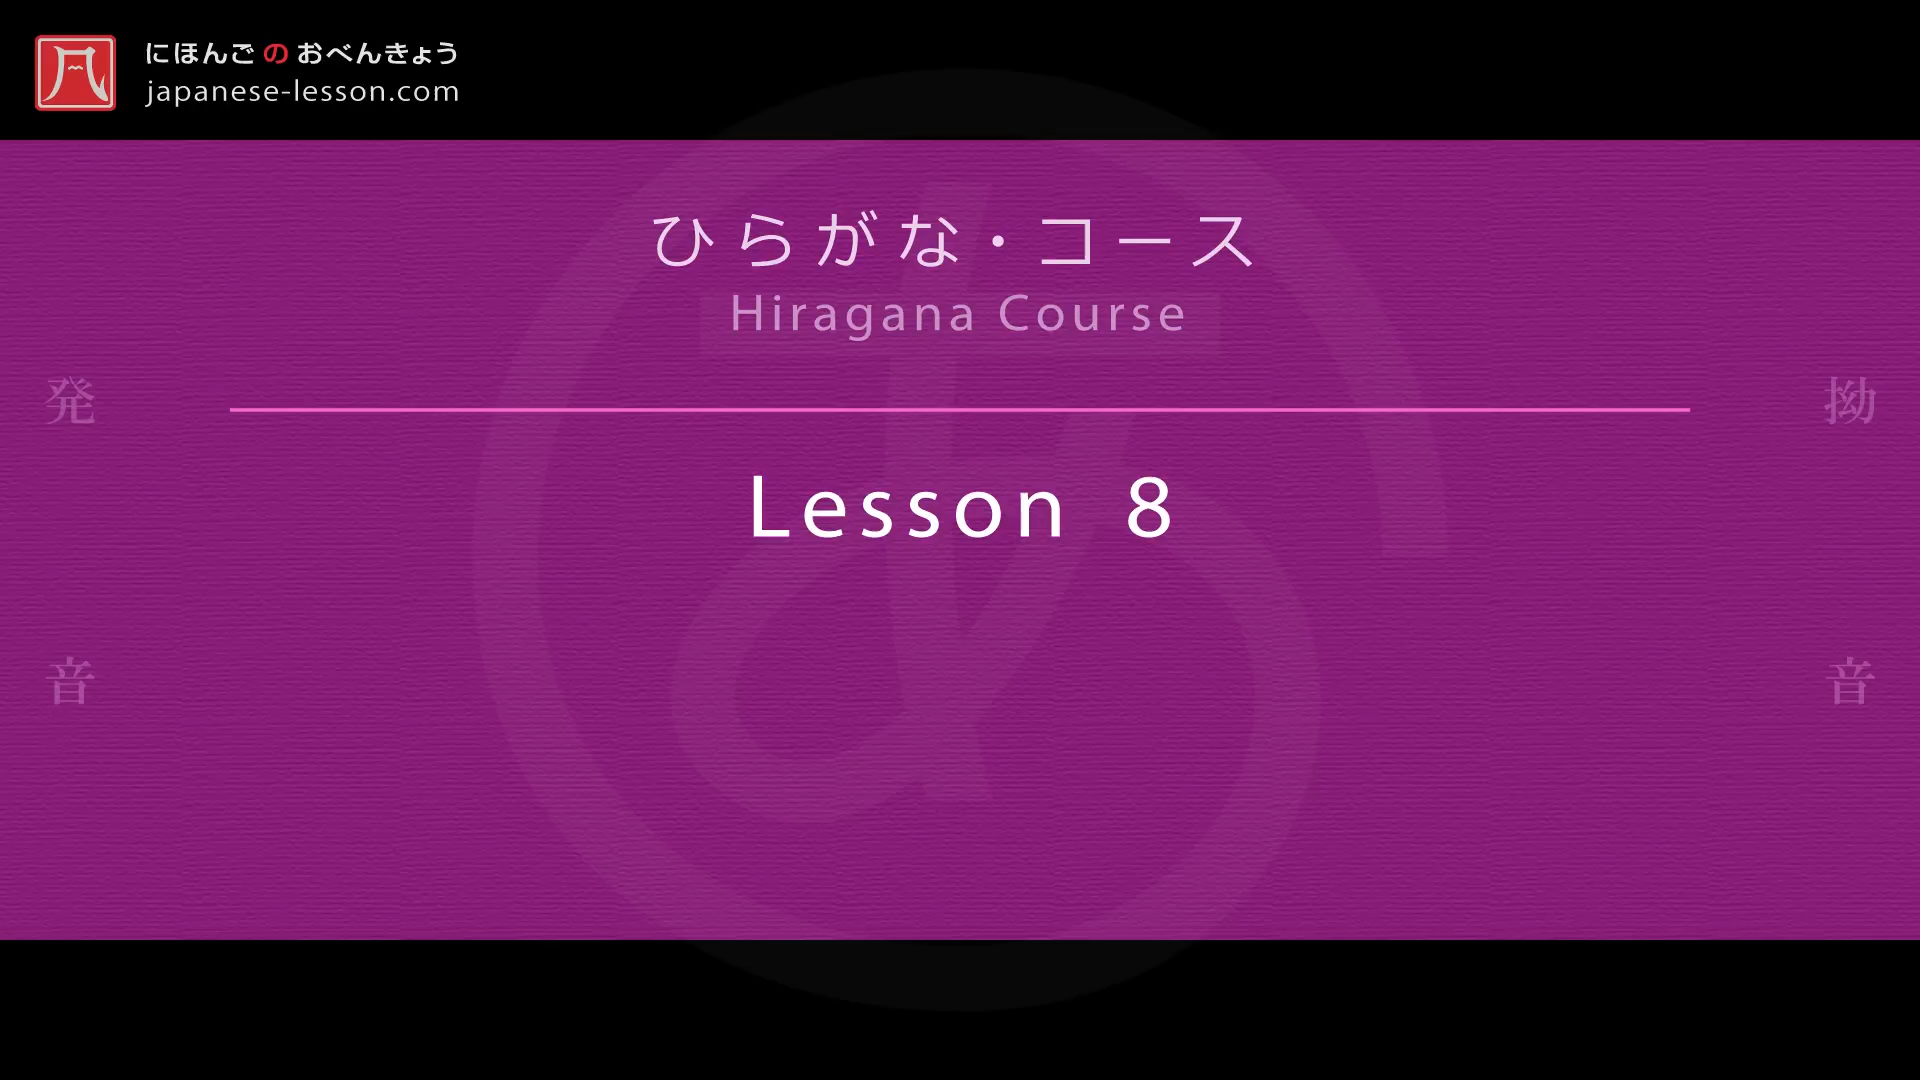 にほんごのおべんきょう
japanese-lesson.com
ひらがな・コース
Hiragana Course
発音
拗音
Lesson 8
あ